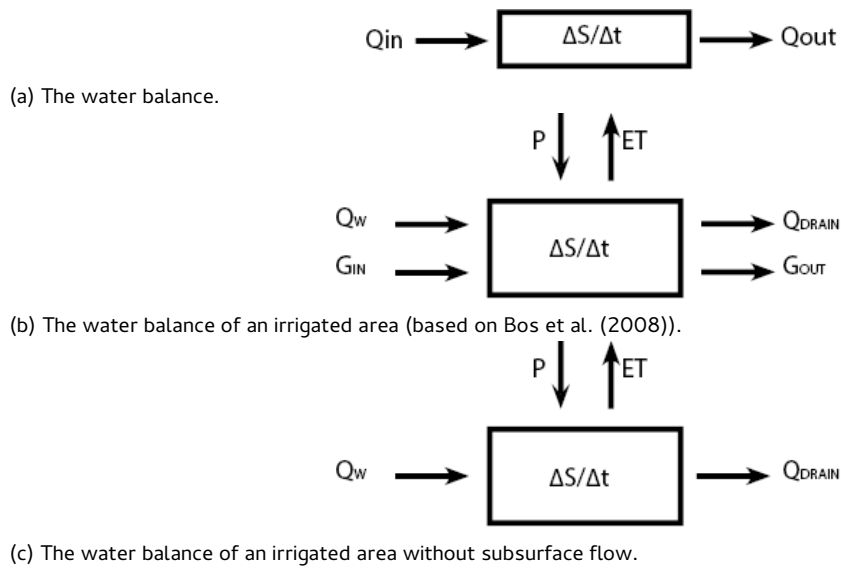 Qin ΔS/Δt Qout
(a) The water balance.
P ET
Qw QDRAIN
ΔS/Δt
GIN GOUT
(b) The water balance of an irrigated area (based on Bos et al. (2008)).
P ET
Qw ΔS/Δt QDRAIN
(c) The water balance of an irrigated area without subsurface flow.